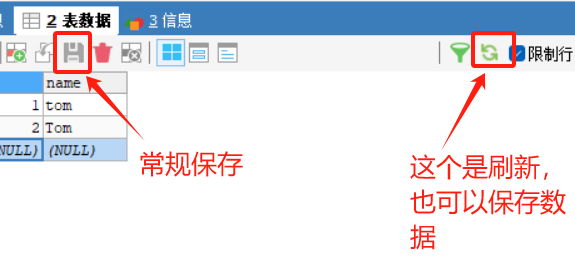 2 表数据
3 信息
限制行
name
1 tom
2 Tom
NULL) (NULL)
常规保存
这个是刷新，
也可以保存数
据